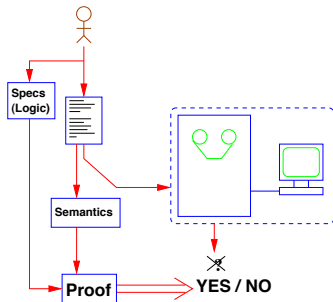 Specs
(Logic)
Semantics
Proof
YES / NO